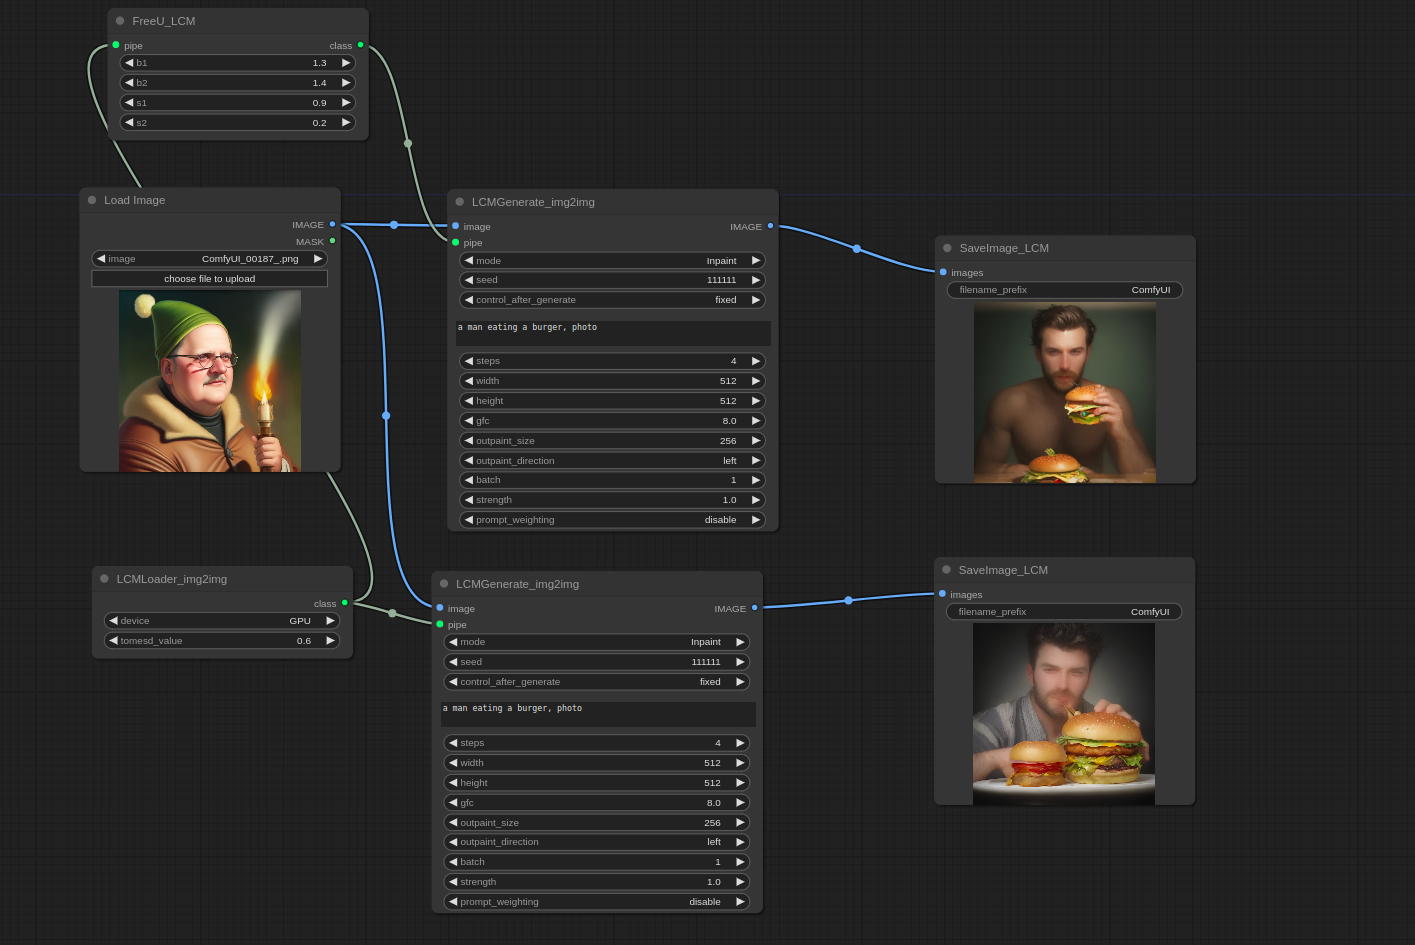 FreeU_LCM
pipe class
b1 1.3
b2 1.4
s1 0.9
s2 0.2
Load Image
IMAGE
MASK
image ComfyUI_00187_.png
choose file to upload
LCMGenerate_img2img
image IMAGE
pipe
mode Inpaint
seed 111111
control_after_generate fixed
a man eating a burger, photo
steps 4
width 512
height 512
gfc 8.0
outpaint_size 256
outpaint_direction left
batch 1
strength 1.0
prompt_weighting disable
SaveImage_LCM
images
filename_prefix ComfyUI
LCMLoader_img2img
class
device GPU
tomesd_value 0.6
LCMGenerate_img2img
image IMAGE
pipe
mode Inpaint
seed 111111
control_after_generate fixed
a man eating a burger, photo
steps 4
width 512
height 512
gfc 8.0
outpaint_size 256
outpaint_direction left
batch 1
strength 1.0
prompt_weighting disable
SaveImage_LCM
images
filename_prefix ComfyUI